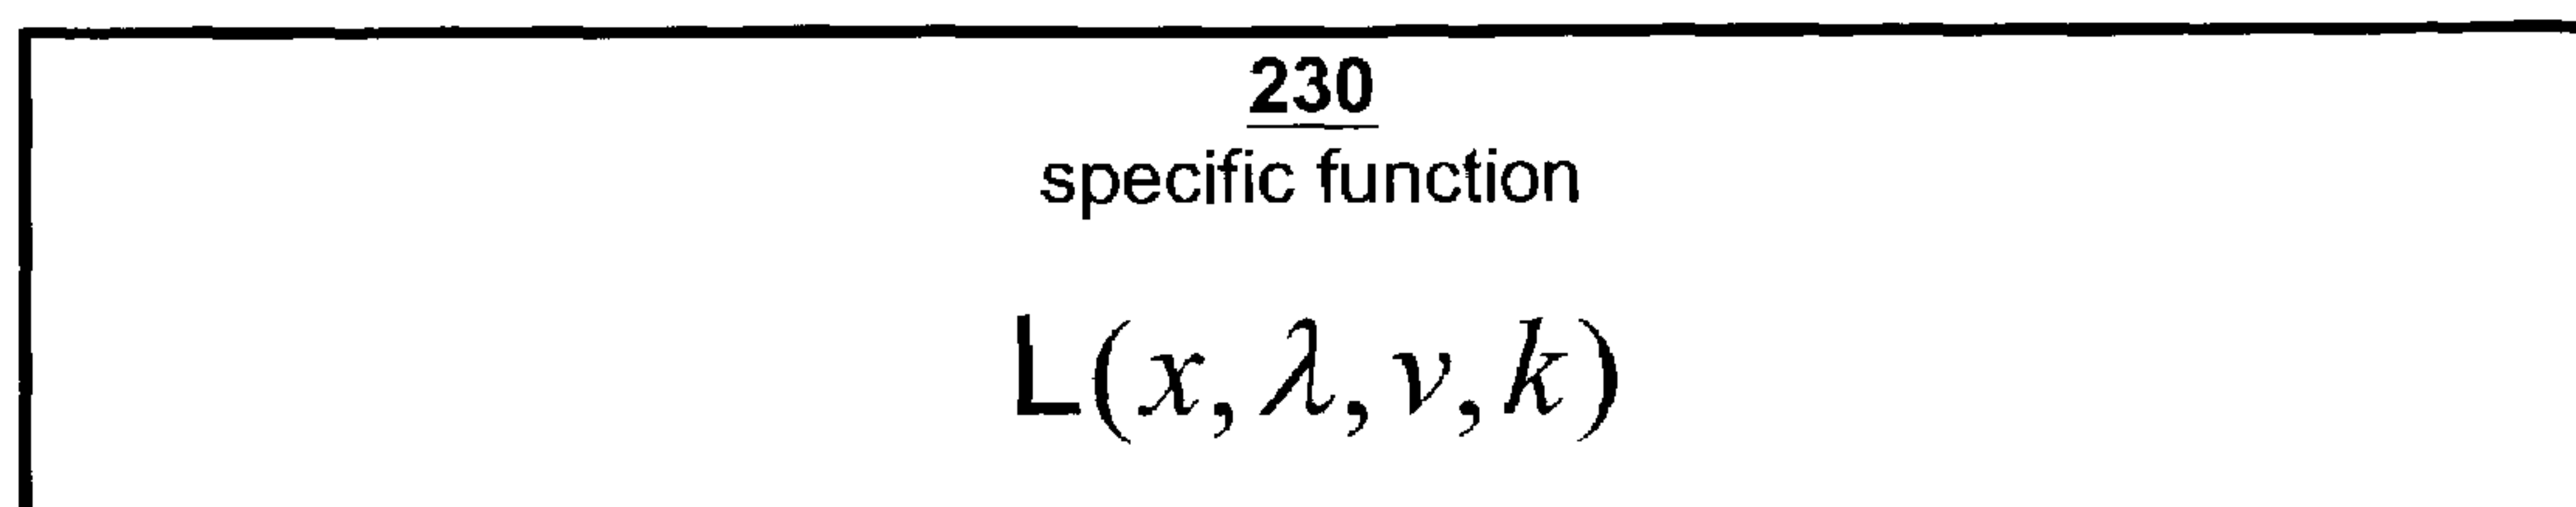 230
specific function
L(x, λ, ν, k)